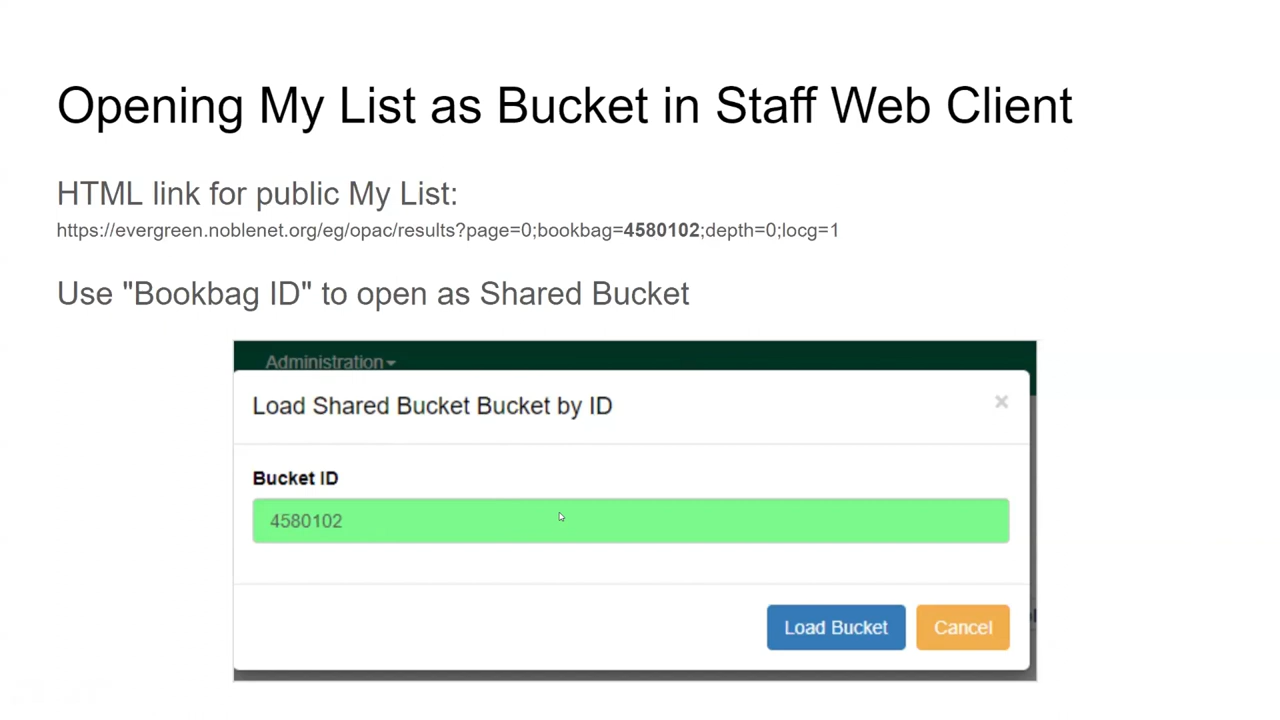 Opening My List as Bucket in Staff Web Client
HTML link for public My List:
https://evergreen.noblenet.org/eg/opac/results?page=0;bookbag=4580102;depth=0;locg=1
Use "Bookbag ID" to open as Shared Bucket
Administration
Load Shared Bucket Bucket by ID
×
Bucket ID
4580102
Load Bucket
Cancel